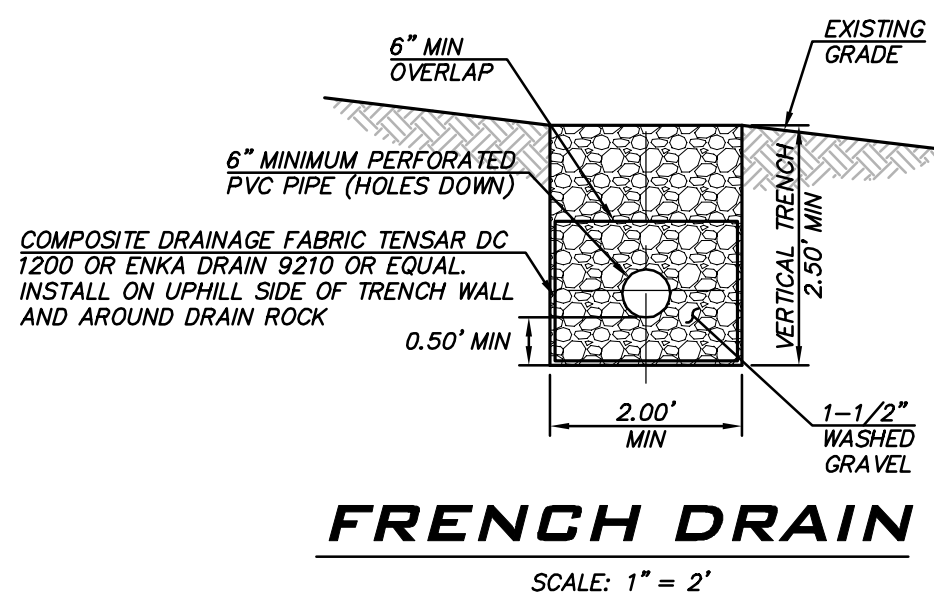 EXISTING
GRADE
6" MIN
OVERLAP
6" MINIMUM PERFORATED
PVC PIPE (HOLES DOWN)
COMPOSITE DRAINAGE FABRIC TENSAR DC
1200 OR ENKA DRAIN 9210 OR EQUAL.
INSTALL ON UPHILL SIDE OF TRENCH WALL
AND AROUND DRAIN ROCK
VERTICAL TRENCH
2.50' MIN
0.50' MIN
2.00'
MIN
1-1/2"
WASHED
GRAVEL
FRENCH DRAIN
SCALE: 1" = 2'